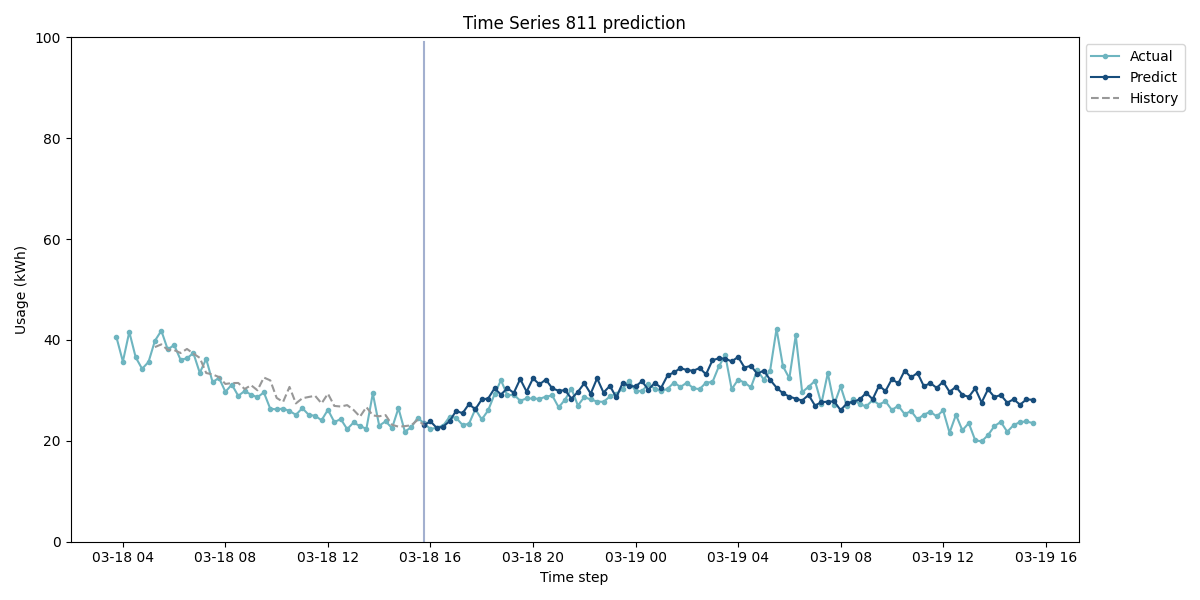 Time Series 811 prediction
Usage (kWh)
100
80
60
40
20
0
03-18 04
03-18 08
03-18 12
03-18 16
03-18 20
03-19 00
03-19 04
03-19 08
03-19 12
03-19 16
Time step
Actual
Predict
History